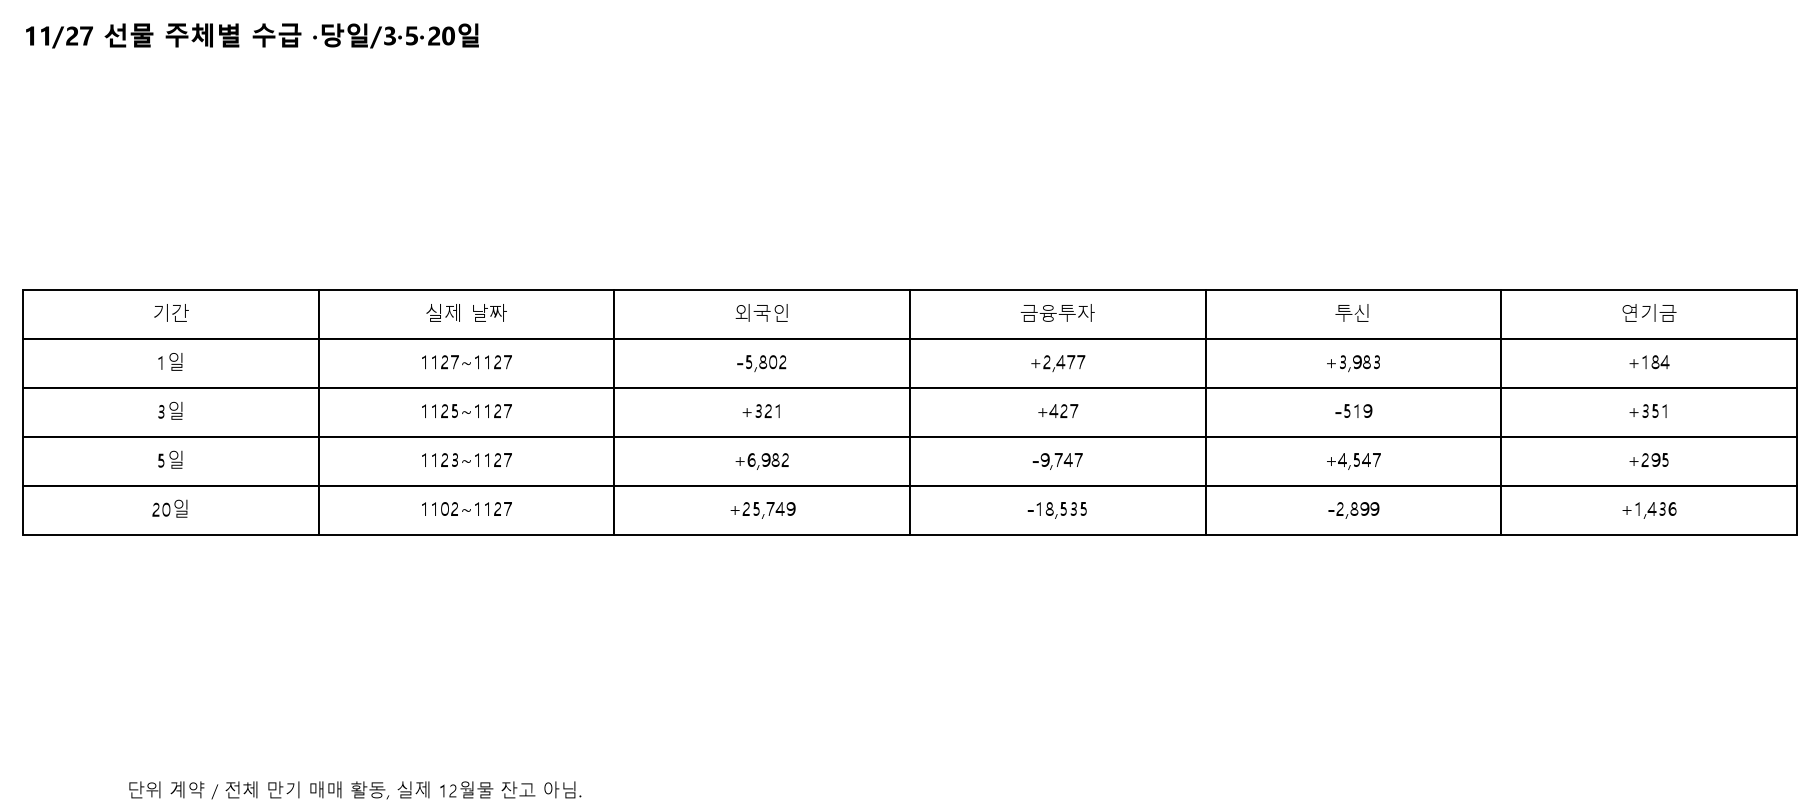 11/27 선물 주체별 수급 ·당일/3·5·20일
기간 실제 날짜 외국인 금융투자 투신 연기금
1일 1127~1127 -5,802 +2,477 +3,983 +184
3일 1125~1127 +321 +427 -519 +351
5일 1123~1127 +6,982 -9,747 +4,547 +295
20일 1102~1127 +25,749 -18,535 -2,899 +1,436
단위 계약 / 전체 만기 매매 활동, 실제 12월물 잔고 아님.